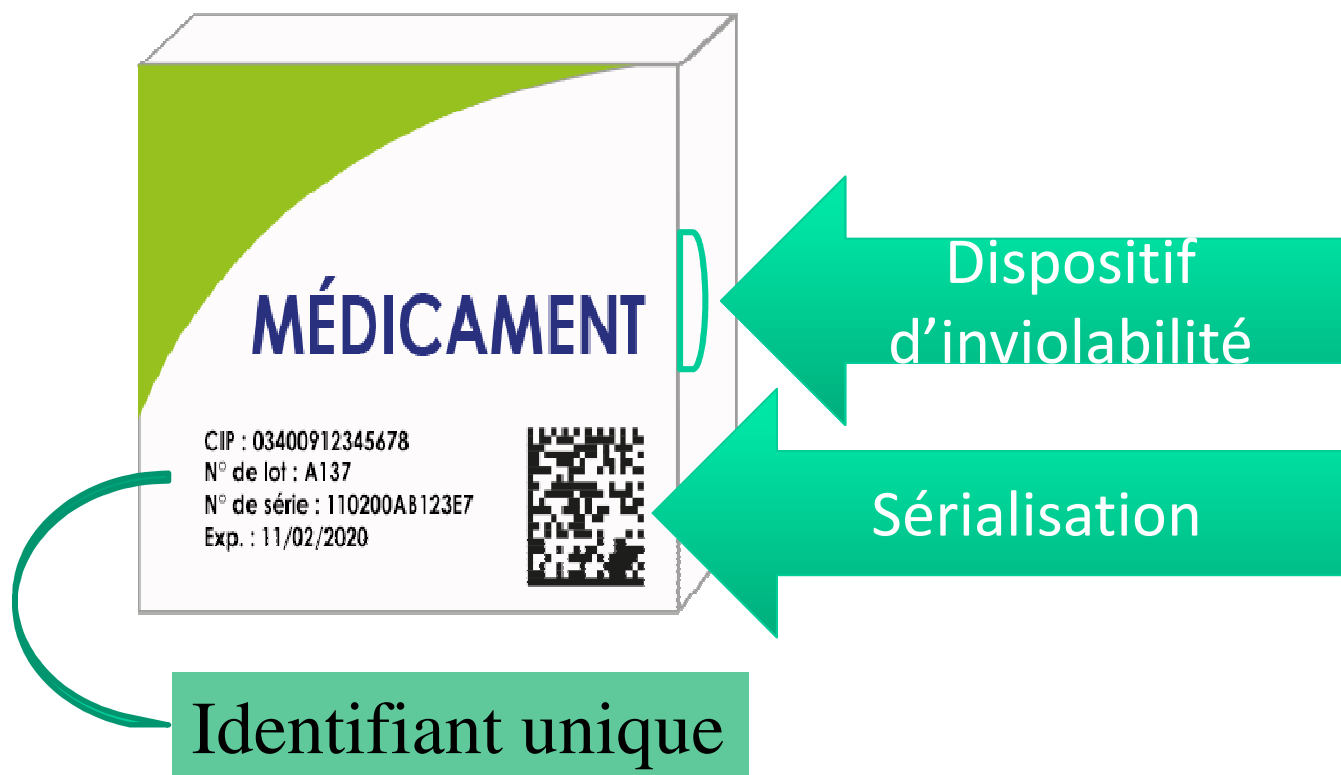 MÉDICAMENT
CIP : 03400912345678
N° de lot : A137
N° de série : 110200AB123E7
Exp. : 11/02/2020
Dispositif
d’inviolabilité
Sérialisation
Identifiant unique